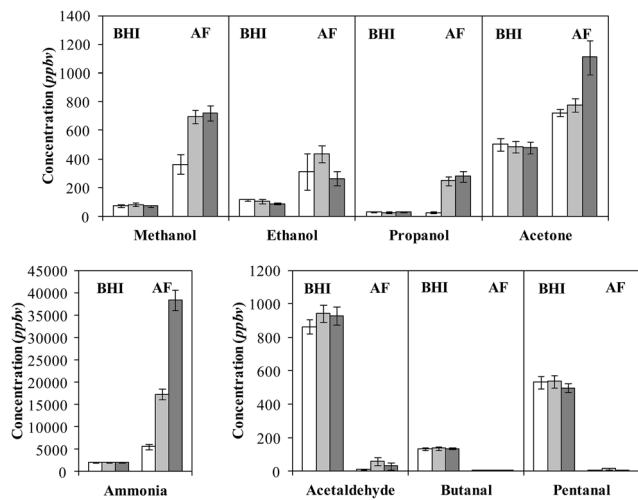 Concentration (ppbv)
1400
1200
1000
800
600
400
200
0
BHI AF
BHI AF
BHI AF
BHI AF
Methanol Ethanol Propanol Acetone
Concentration (ppbv)
45000
40000
35000
30000
25000
20000
15000
10000
5000
0
BHI AF
Ammonia
Concentration (ppbv)
1200
1000
800
600
400
200
0
BHI AF
BHI AF
BHI AF
Acetaldehyde Butanal Pentanal